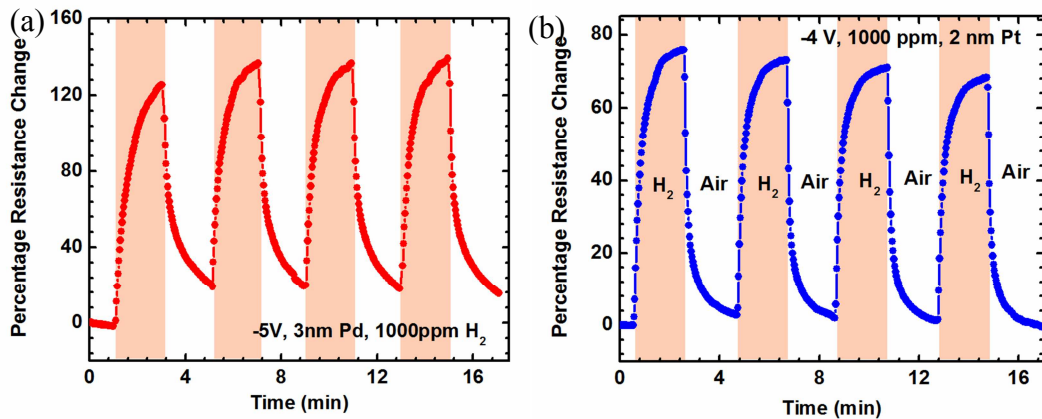 (a)
Percentage Resistance Change
160
120
80
40
0
-5V, 3nm Pd, 1000ppm H₂
0 4 8 12 16
Time (min)
(b)
Percentage Resistance Change
80
60
40
20
0
-4 V, 1000 ppm, 2 nm Pt
H₂ Air H₂ Air H₂ Air H₂ Air
0 4 8 12 16
Time (min)